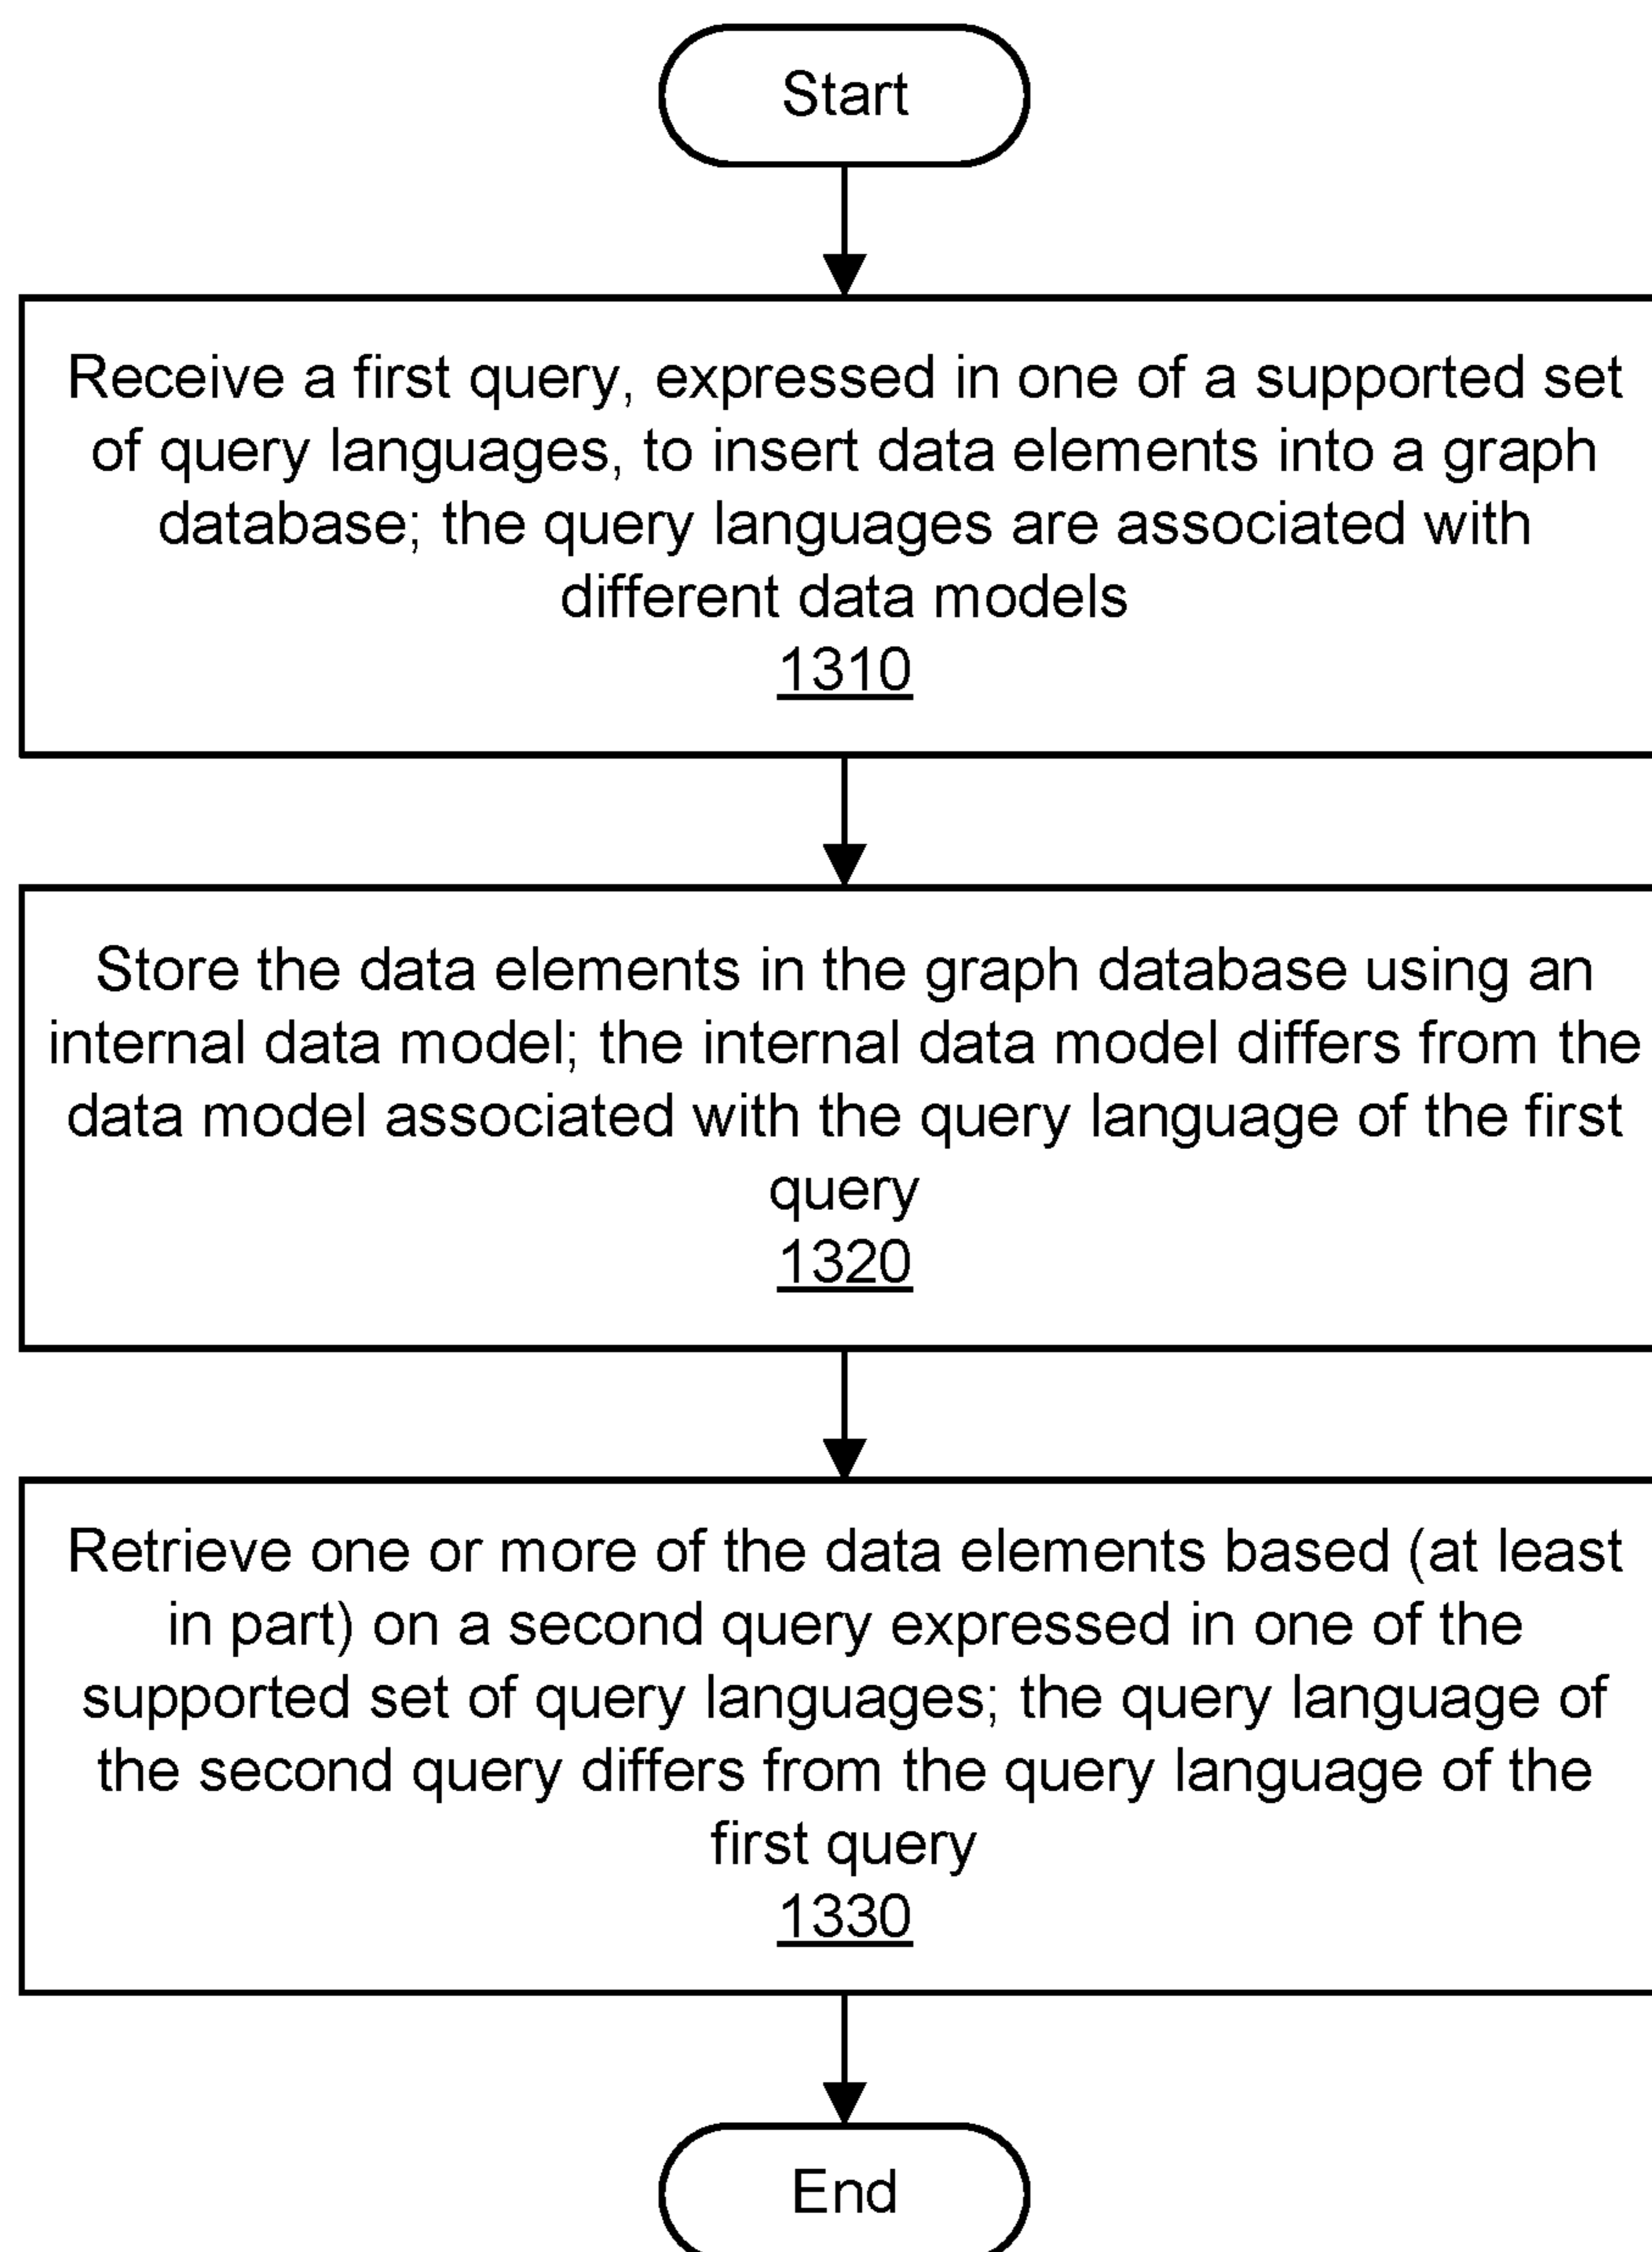 Start
Receive a first query, expressed in one of a supported set
of query languages, to insert data elements into a graph
database; the query languages are associated with
different data models
1310
Store the data elements in the graph database using an
internal data model; the internal data model differs from the
data model associated with the query language of the first
query
1320
Retrieve one or more of the data elements based (at least
in part) on a second query expressed in one of the
supported set of query languages; the query language of
the second query differs from the query language of the
first query
1330
End